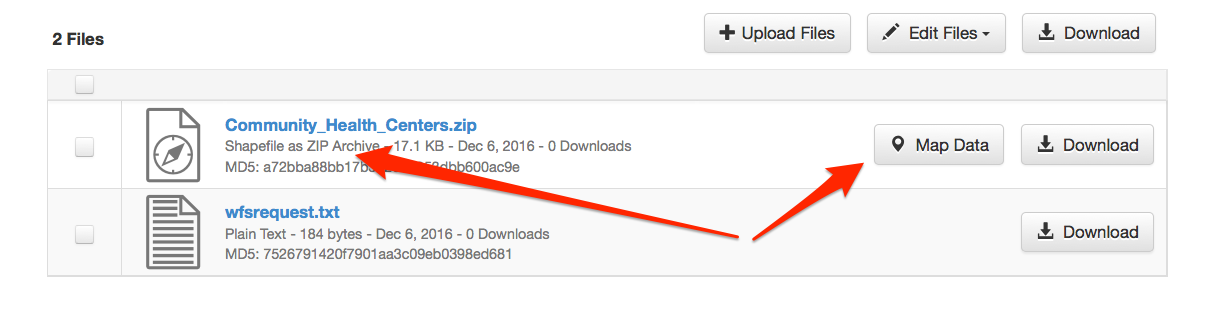 2 Files
Upload Files
Edit Files
Download
Community_Health_Centers.zip
Shapefile as ZIP Archive - 17.1 KB - Dec 6, 2016 - 0 Downloads
MD5: dbb600ac9e
Map Data
Download
wfsrequest.txt
Plain Text - 184 bytes - Dec 6, 2016 - 0 Downloads
MD5: 7526791420f7901aa3c09eb0398ed681
Download